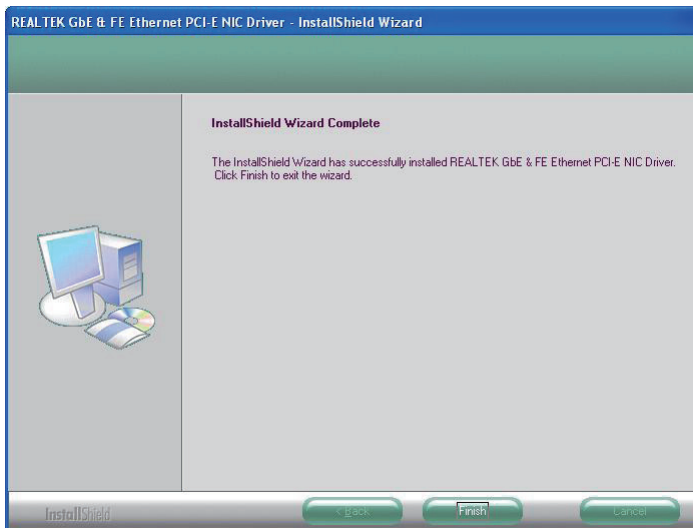 REALTEK GbE & FE Ethernet PCI-E NIC Driver - InstallShield Wizard
InstallShield Wizard Complete
The InstallShield Wizard has successfully installed REALTEK GbE & FE Ethernet PCI-E NIC Driver.
Click Finish to exit the wizard.
InstallShield
< Back
Finish
Cancel